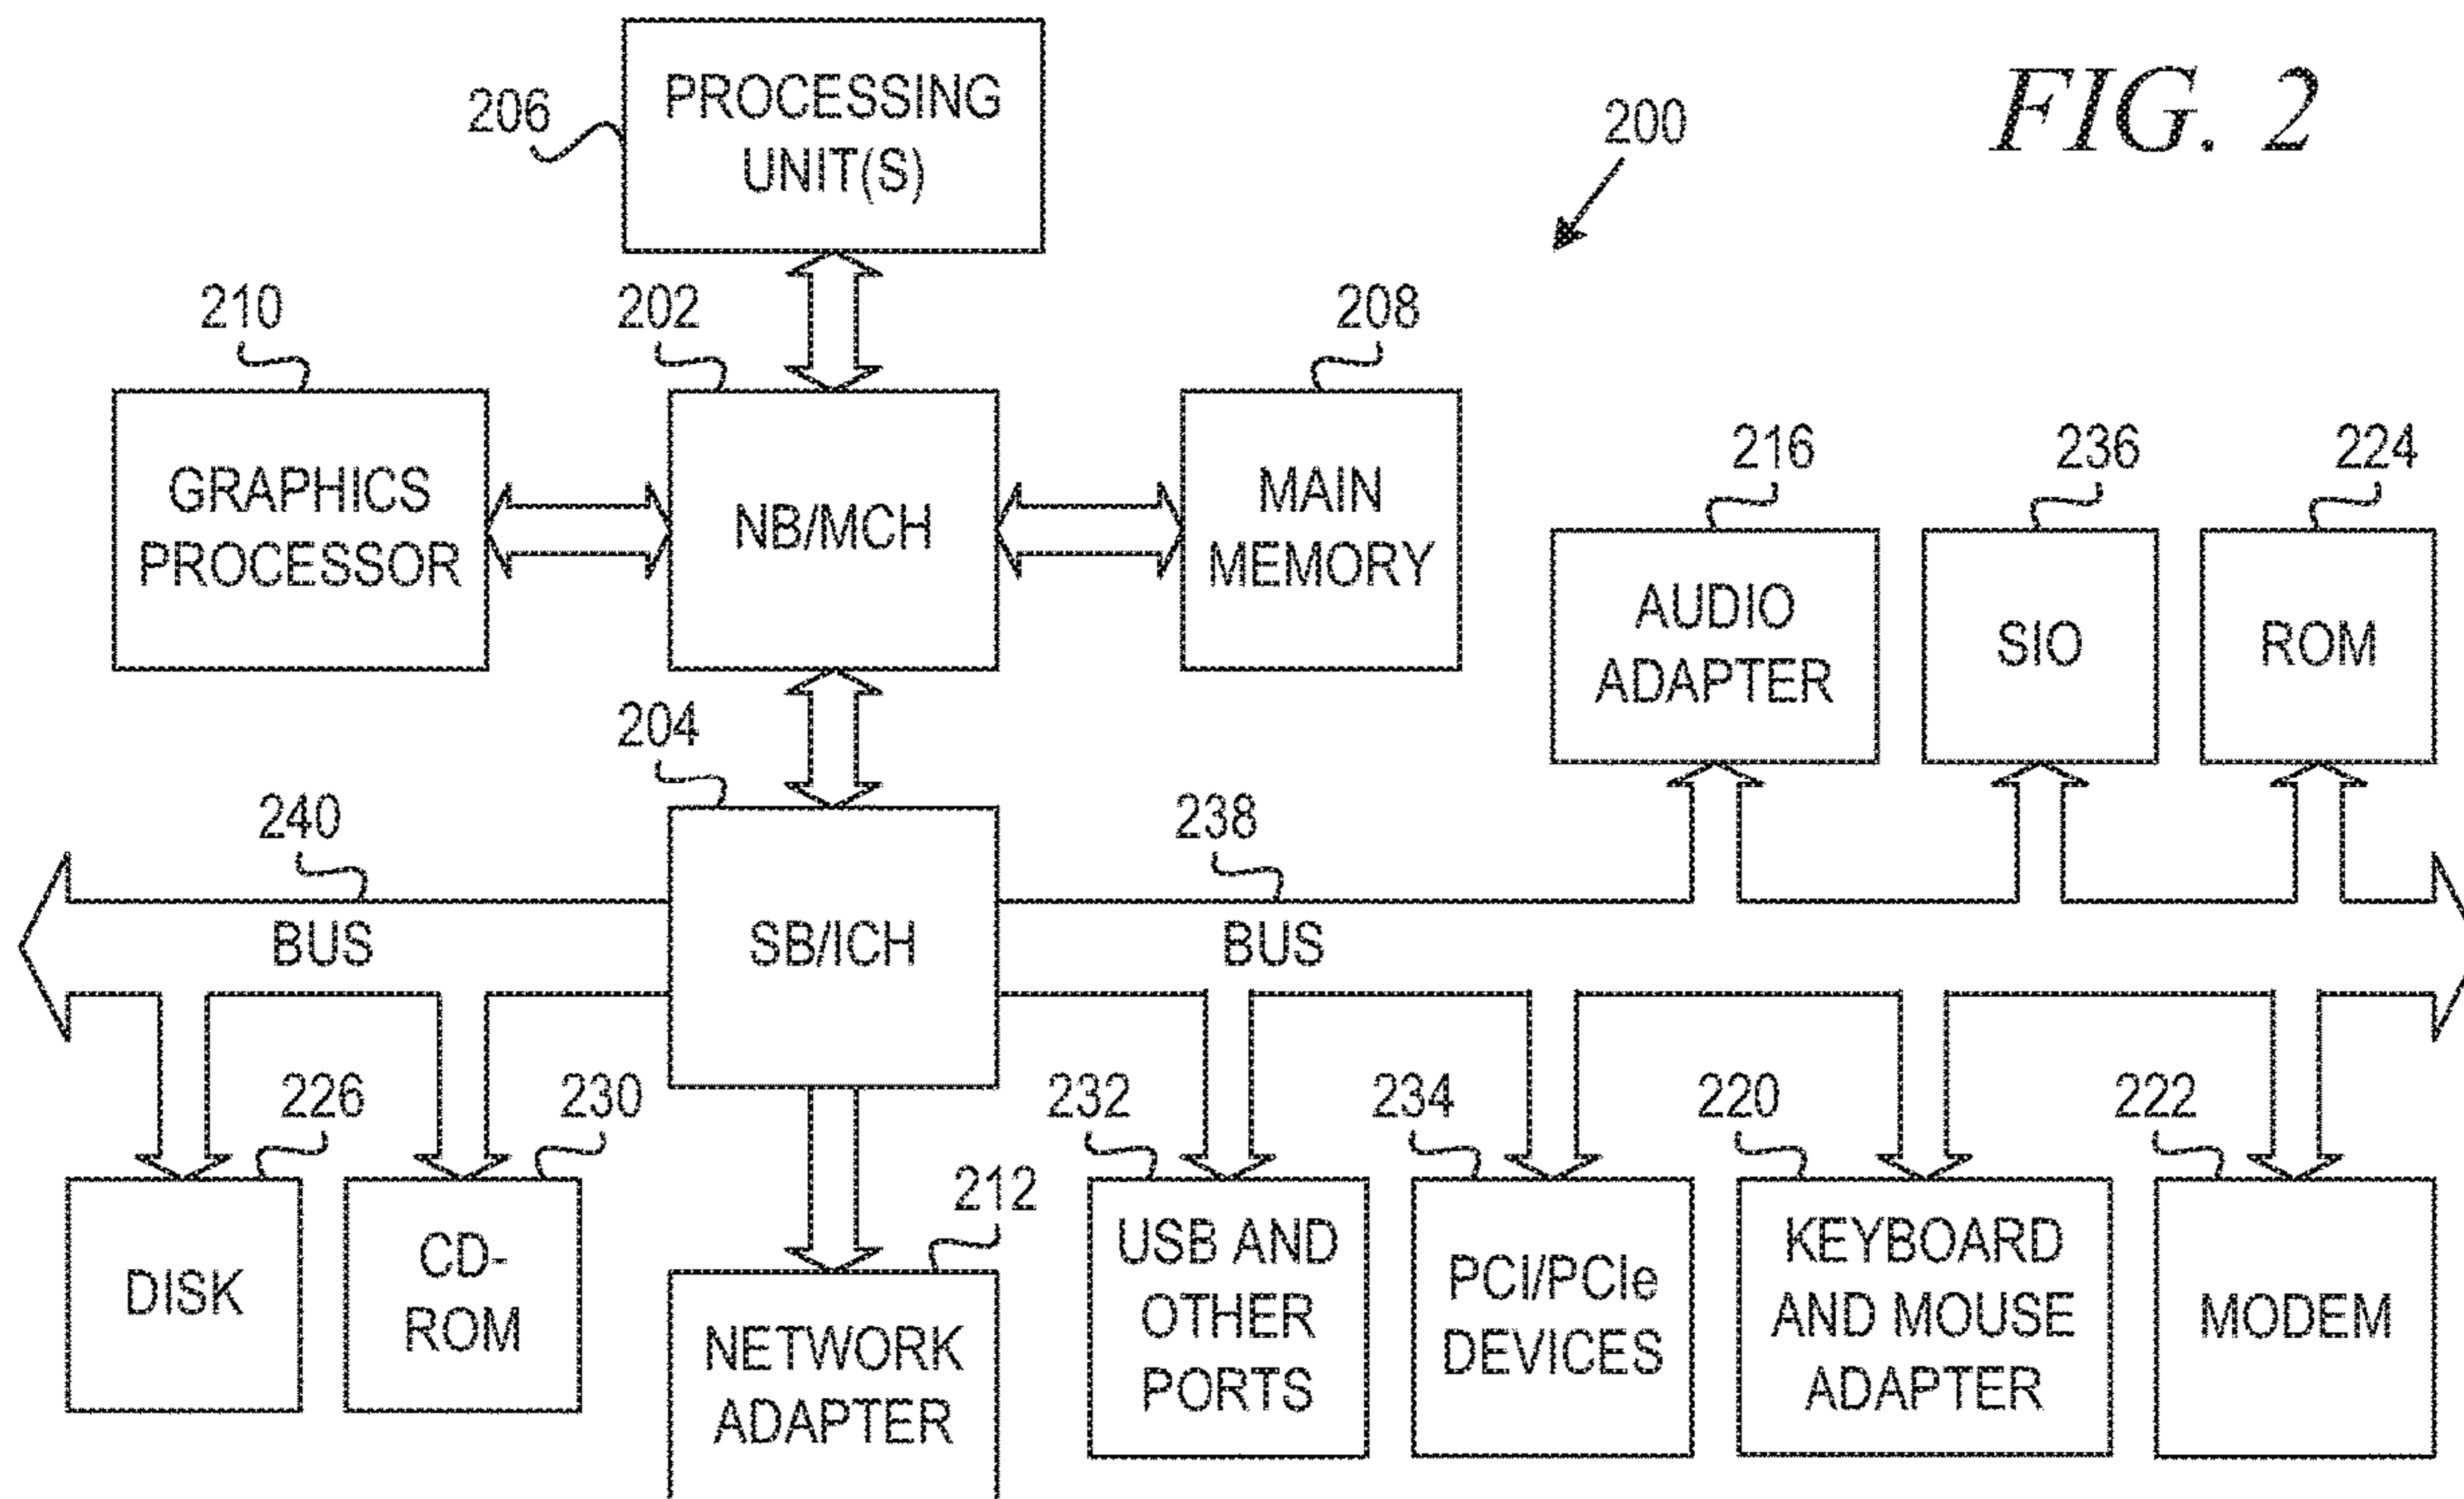 FIG. 2
200
206
PROCESSING
UNIT(S)
210
202
208
GRAPHICS
PROCESSOR
NB/MCH
MAIN
MEMORY
216
236
224
AUDIO
ADAPTER
SIO
ROM
204
240
238
BUS
SB/ICH
BUS
226
230
212
232
234
220
222
DISK
CD-
ROM
NETWORK
ADAPTER
USB AND
OTHER
PORTS
PCI/PCIe
DEVICES
KEYBOARD
AND MOUSE
ADAPTER
MODEM